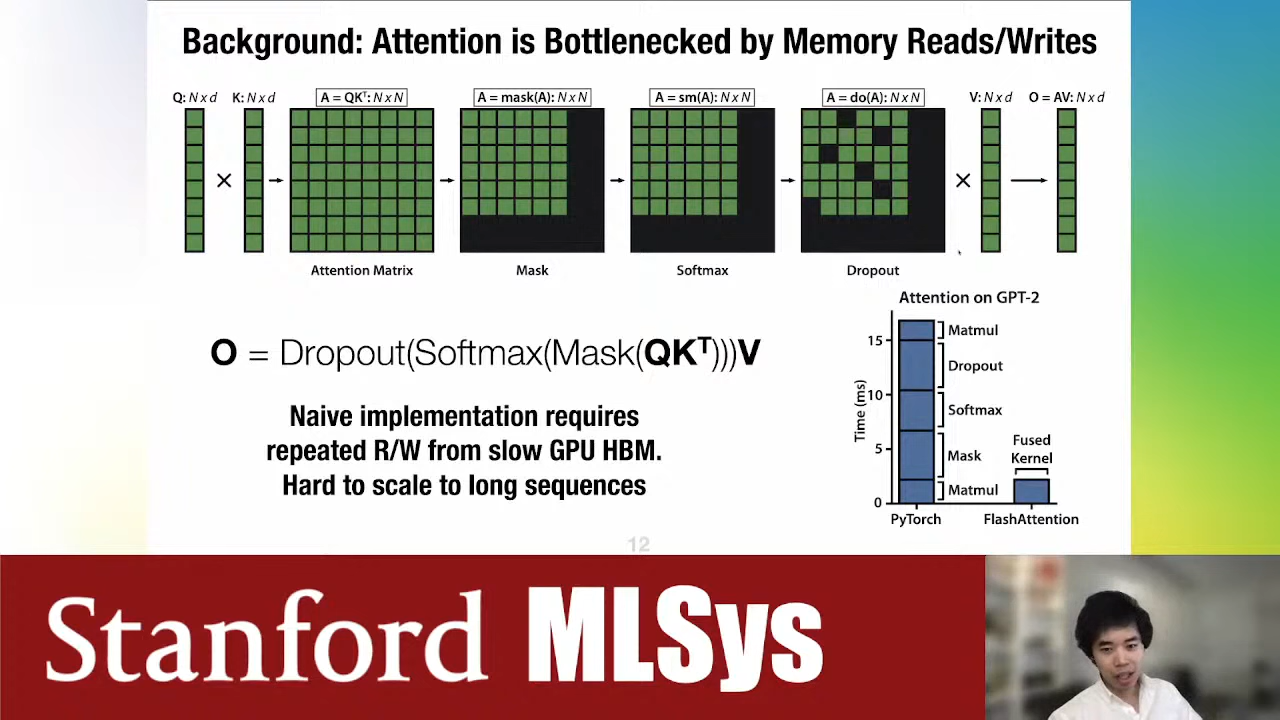 Background: Attention is Bottlenecked by Memory Reads/Writes
Q: N x d
K: N x d
A = QKᵀ: N x N
A = mask(A): N x N
A = sm(A): N x N
A = do(A): N x N
V: N x d
O = AV: N x d
×
×
Attention Matrix
Mask
Softmax
Dropout
O = Dropout(Softmax(Mask(QKᵀ)))V
Naive implementation requires
repeated R/W from slow GPU HBM.
Hard to scale to long sequences
Attention on GPT-2
Time (ms)
15
10
5
0
Matmul
Dropout
Softmax
Mask
Matmul
Fused
Kernel
PyTorch
FlashAttention
12
Stanford MLSys